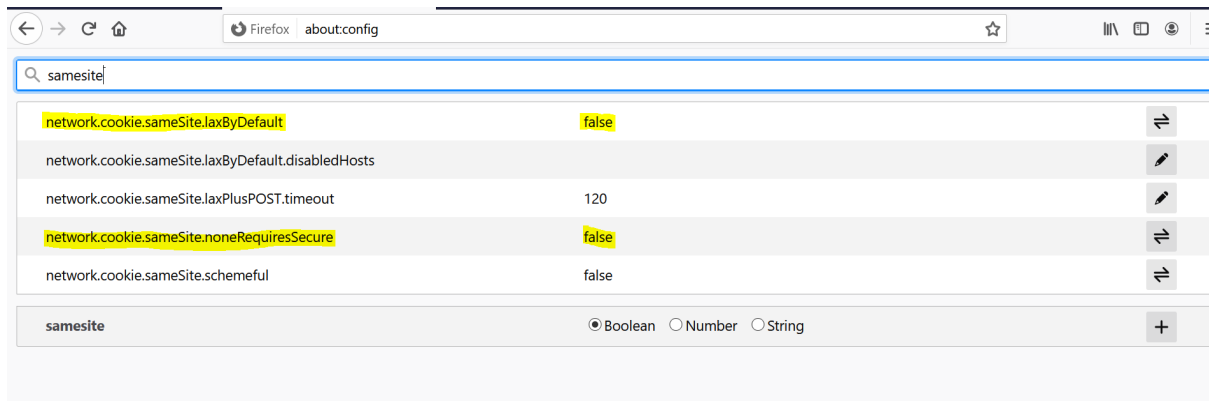 Firefox about:config
samesite
network.cookie.sameSite.laxByDefault false
network.cookie.sameSite.laxByDefault.disabledHosts
network.cookie.sameSite.laxPlusPOST.timeout 120
network.cookie.sameSite.noneRequiresSecure false
network.cookie.sameSite.schemeful false
samesite Boolean Number String